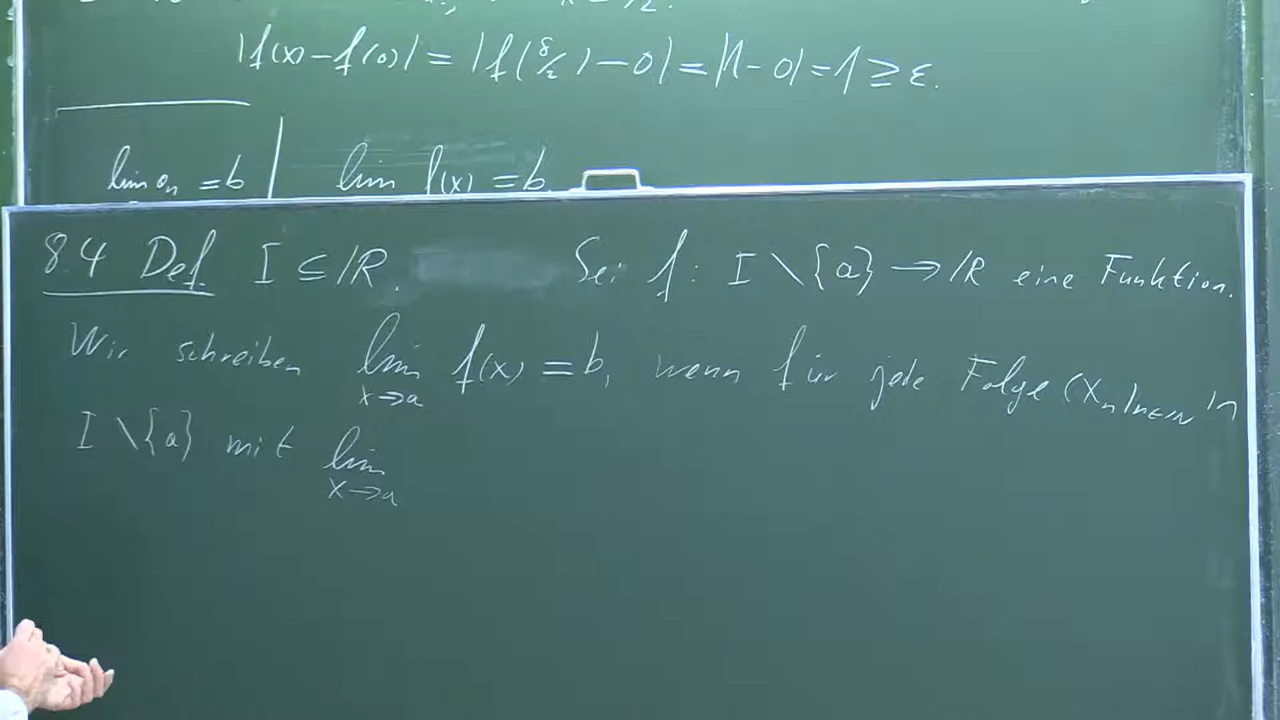 |f(x) - f(0)| = |f(δ/2) - 0| = |1 - 0| = 1 ≥ ε.
lim aₙ = b | lim f(x) = b
8.4 Def. I ⊆ ℝ. Sei f: I \ {a} → ℝ eine Funktion.
Wir schreiben lim f(x) = b, wenn für jede Folge (xₙ)ₙ∈ℕ in
x→a
I \ {a} mit lim
x→a